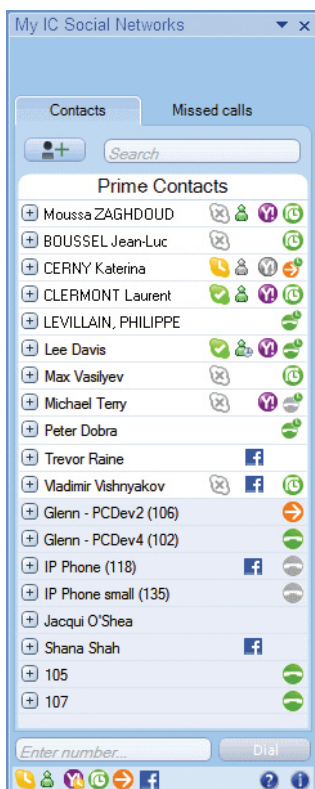 My IC Social Networks
Contacts Missed calls
Search
Prime Contacts
Moussa ZAGHDOUD
BOUSSEL Jean-Luc
CERNY Katerina
CLERMONT Laurent
LEVILLAIN, PHILIPPE
Lee Davis
Max Vasilyev
Michael Terry
Peter Dobra
Trevor Raine
Vladimir Vishnyakov
Glenn - PCDev2 (106)
Glenn - PCDev4 (102)
IP Phone (118)
IP Phone small (135)
Jacqui O'Shea
Shana Shah
105
107
Enter number... Dial